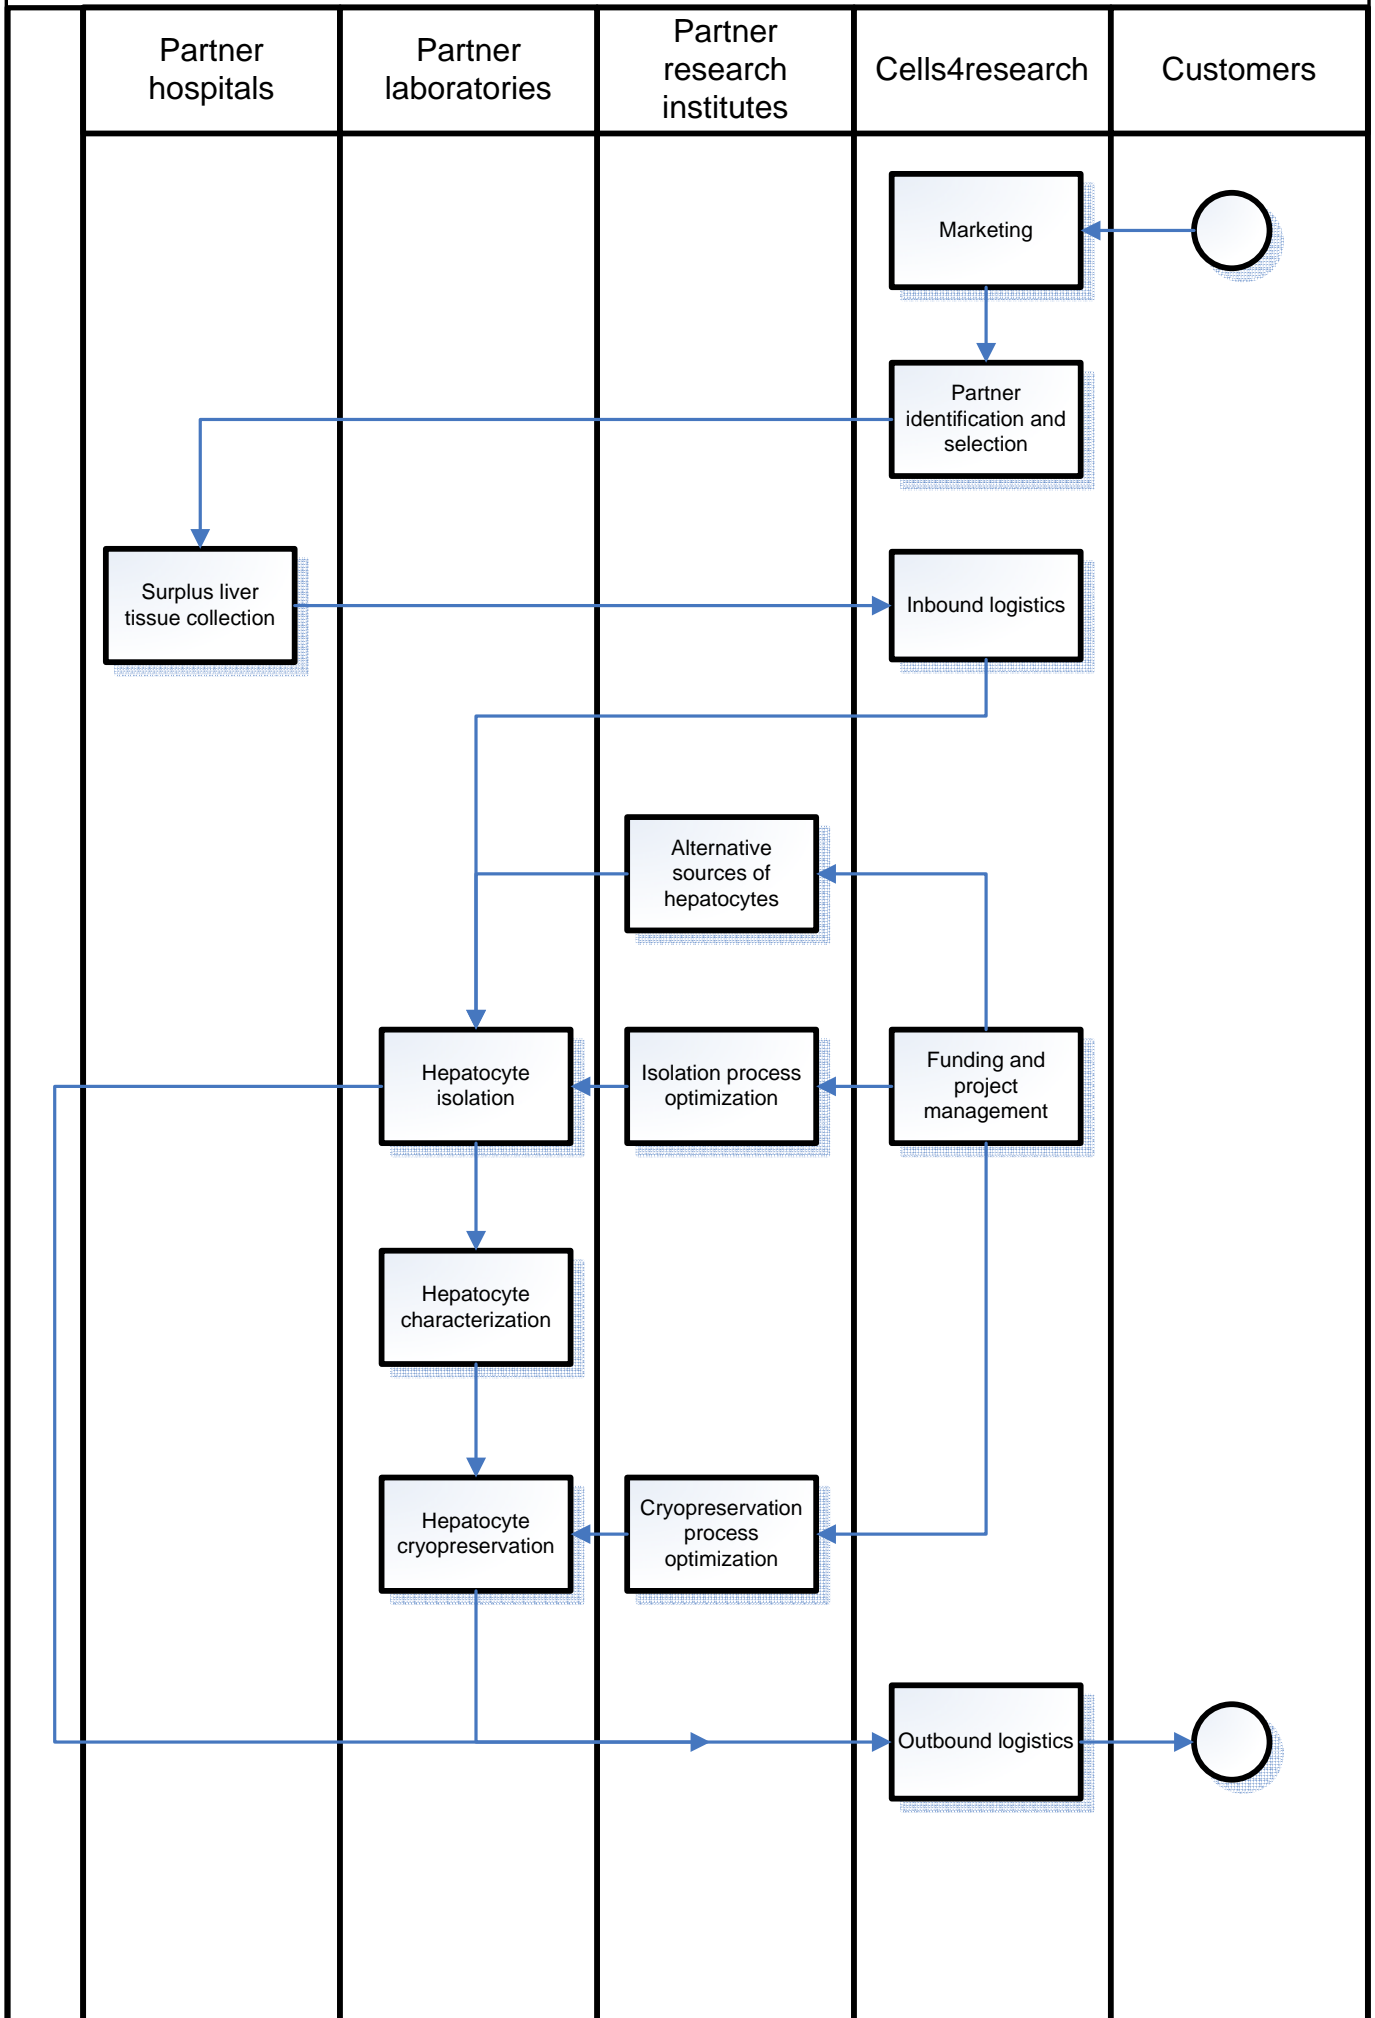 Partner
hospitals
Partner
laboratories
Partner
research
institutes
Cells4research
Customers
Marketing
Partner
identification and
selection
Surplus liver
tissue collection
Inbound logistics
Alternative
sources of
hepatocytes
Hepatocyte
isolation
Isolation process
optimization
Funding and
project
management
Hepatocyte
characterization
Hepatocyte
cryopreservation
Cryopreservation
process
optimization
Outbound logistics